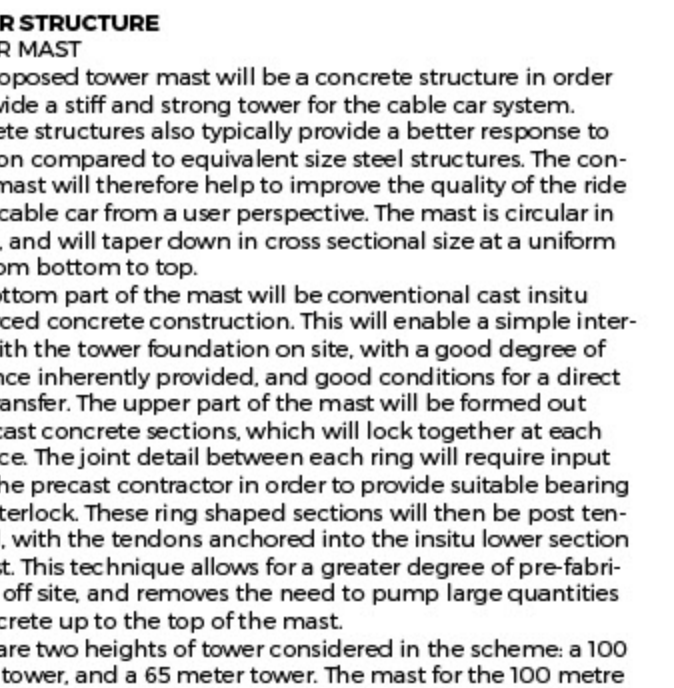 R STRUCTURE
R MAST
oposed tower mast will be a concrete structure in order
vide a stiff and strong tower for the cable car system.
ete structures also typically provide a better response to
on compared to equivalent size steel structures. The con-
mast will therefore help to improve the quality of the ride
cable car from a user perspective. The mast is circular in
, and will taper down in cross sectional size at a uniform
om bottom to top.
ottom part of the mast will be conventional cast insitu
ced concrete construction. This will enable a simple inter-
ith the tower foundation on site, with a good degree of
nce inherently provided, and good conditions for a direct
ansfer. The upper part of the mast will be formed out
cast concrete sections, which will lock together at each
ce. The joint detail between each ring will require input
he precast contractor in order to provide suitable bearing
terlock. These ring shaped sections will then be post ten-
, with the tendons anchored into the insitu lower section
st. This technique allows for a greater degree of pre-fabri-
off site, and removes the need to pump large quantities
crete up to the top of the mast.
are two heights of tower considered in the scheme: a 100
tower, and a 65 meter tower. The mast for the 100 metre